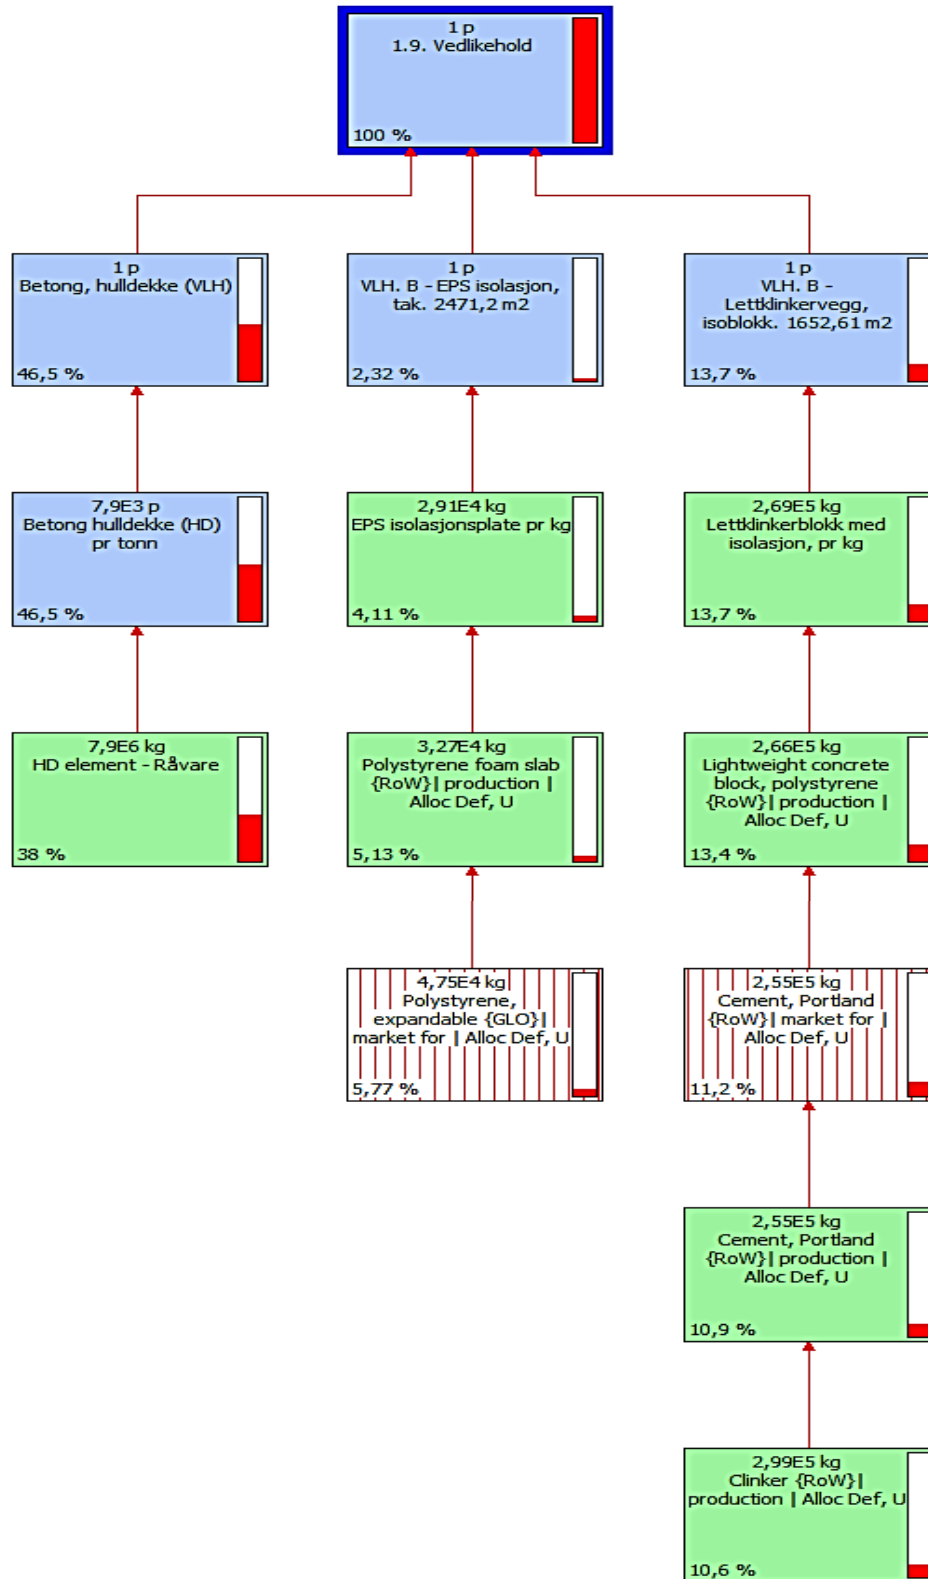 1 p
1.9. Vedlikehold
100 %
1 p
Betong, hulldekke (VLH)
46,5 %
1 p
VLH. B - EPS isolasjon,
tak. 2471,2 m2
2,32 %
1 p
VLH. B -
Lettklinkervegg,
isoblokk. 1652,61 m2
13,7 %
7,9E3 p
Betong hulldekke (HD)
pr tonn
46,5 %
2,91E4 kg
EPS isolasjonsplate pr kg
4,11 %
2,69E5 kg
Lettklinkerblokk med
isolasjon, pr kg
13,7 %
7,9E6 kg
HD element - Råvare
38 %
3,27E4 kg
Polystyrene foam slab
{RoW}| production |
Alloc Def, U
5,13 %
2,66E5 kg
Lightweight concrete
block, polystyrene
{RoW}| production |
Alloc Def, U
13,4 %
4,75E4 kg
Polystyrene,
expandable {GLO}|
market for | Alloc Def, U
5,77 %
2,55E5 kg
Cement, Portland
{RoW}| market for |
Alloc Def, U
11,2 %
2,55E5 kg
Cement, Portland
{RoW}| production |
Alloc Def, U
10,9 %
2,99E5 kg
Clinker {RoW}|
production | Alloc Def, U
10,6 %